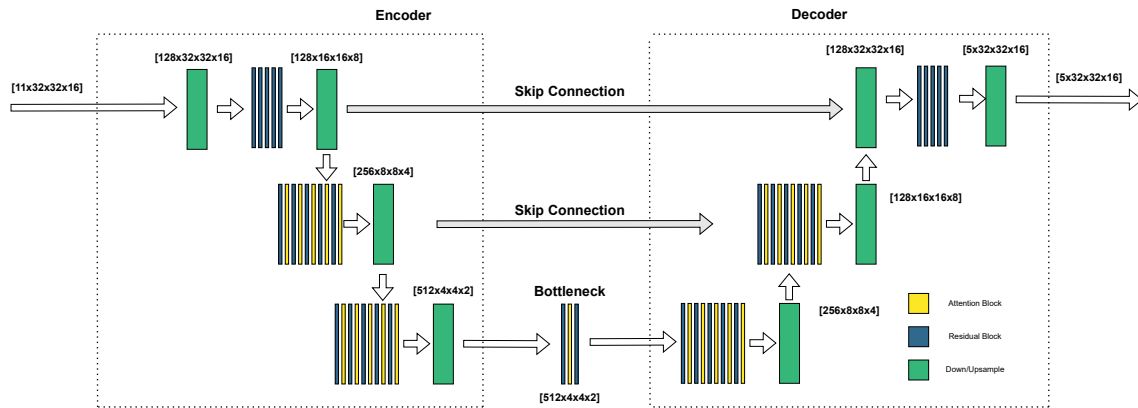 Encoder
Decoder
[128x32x32x16]
[128x16x16x8]
[128x32x32x16]
[5x32x32x16]
[11x32x32x16]
Skip Connection
[5x32x32x16]
[256x8x8x4]
Skip Connection
[128x16x16x8]
[512x4x4x2]
Bottleneck
[256x8x8x4]
[512x4x4x2]
Attention Block
Residual Block
Down/Upsample